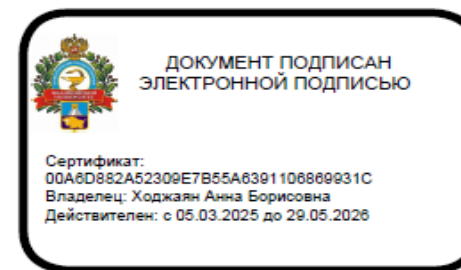 ДОКУМЕНТ ПОДПИСАН
ЭЛЕКТРОННОЙ ПОДПИСЬЮ
Сертификат:
00A6D882A52309E7B55A6391106869931C
Владелец: Ходжаян Анна Борисовна
Действителен: с 05.03.2025 до 29.05.2026